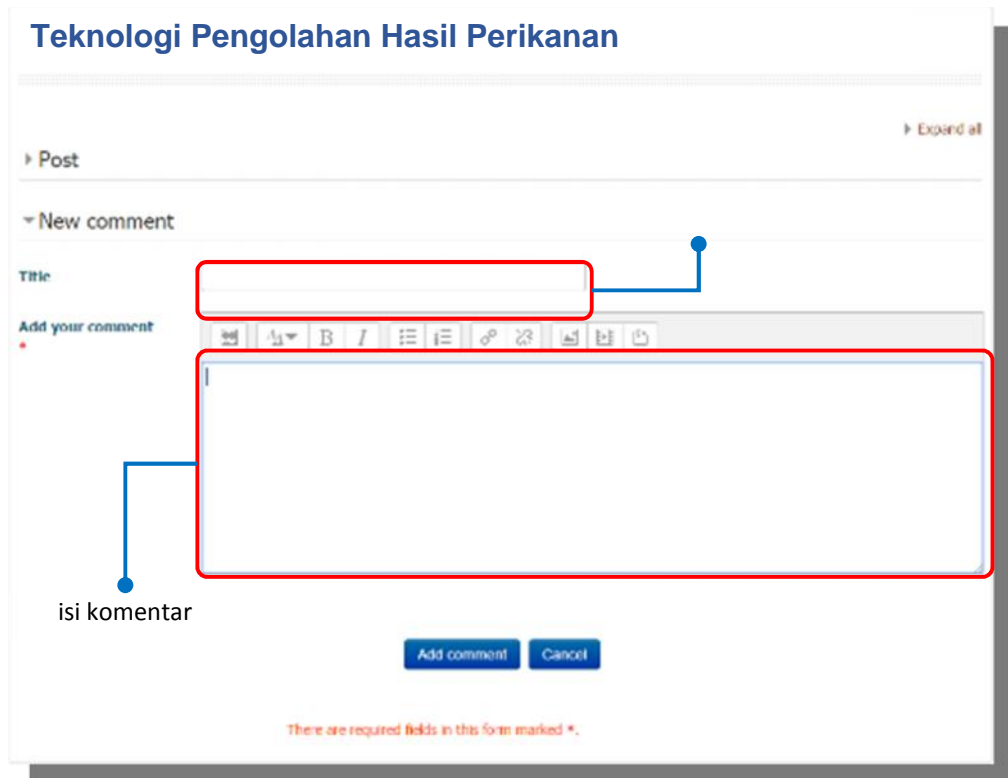 Teknologi Pengolahan Hasil Perikanan
Expand all
Post
New comment
Title
Add your comment
*
B I
isi komentar
Add comment Cancel
There are required fields in this form marked *.